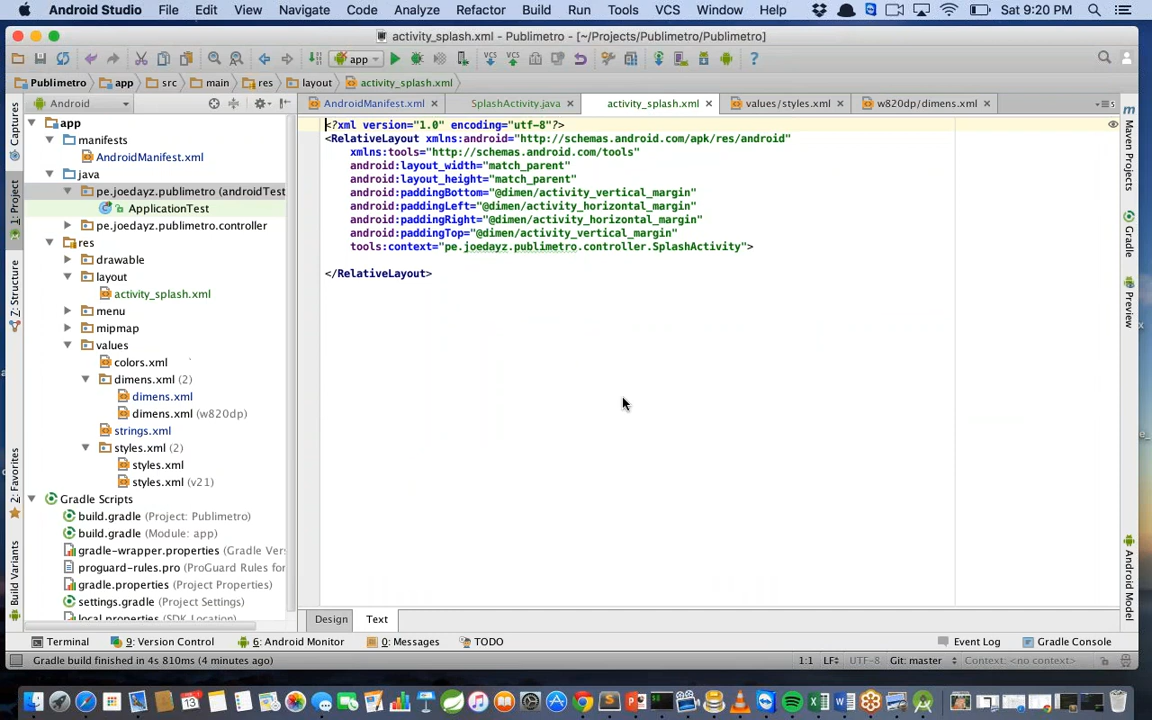 Android Studio File Edit View Navigate Code Analyze Refactor Build Run Tools VCS Window Help Sat 9:20 PM
activity_splash.xml - Publimetro - [~/Projects/Publimetro/Publimetro]
app
Publimetro app src main res layout activity_splash.xml
Android
AndroidManifest.xml SplashActivity.java activity_splash.xml values/styles.xml w820dp/dimens.xml
app
manifests
AndroidManifest.xml
java
pe.joedayz.publimetro (androidTest
ApplicationTest
pe.joedayz.publimetro.controller
res
drawable
layout
activity_splash.xml
menu
mipmap
values
colors.xml
dimens.xml (2)
dimens.xml
dimens.xml (w820dp)
strings.xml
styles.xml (2)
styles.xml
styles.xml (v21)
Gradle Scripts
build.gradle (Project: Publimetro)
build.gradle (Module: app)
gradle-wrapper.properties (Gradle Ver
proguard-rules.pro (ProGuard Rules for
gradle.properties (Project Properties)
settings.gradle (Project Settings)
local.properties (SDK Location)
<?xml version="1.0" encoding="utf-8"?>
<RelativeLayout xmlns:android="http://schemas.android.com/apk/res/android"
xmlns:tools="http://schemas.android.com/tools"
android:layout_width="match_parent"
android:layout_height="match_parent"
android:paddingBottom="@dimen/activity_vertical_margin"
android:paddingLeft="@dimen/activity_horizontal_margin"
android:paddingRight="@dimen/activity_horizontal_margin"
android:paddingTop="@dimen/activity_vertical_margin"
tools:context="pe.joedayz.publimetro.controller.SplashActivity">
</RelativeLayout>
Captures
1: Project
7: Structure
2: Favorites
Build Variants
Maven Projects
Gradle
Preview
Android Model
Design Text
Terminal 9: Version Control 6: Android Monitor 0: Messages TODO Event Log Gradle Console
Gradle build finished in 4s 810ms (4 minutes ago) 1:1 LF÷ UTF-8 Git: master Context: <no context>